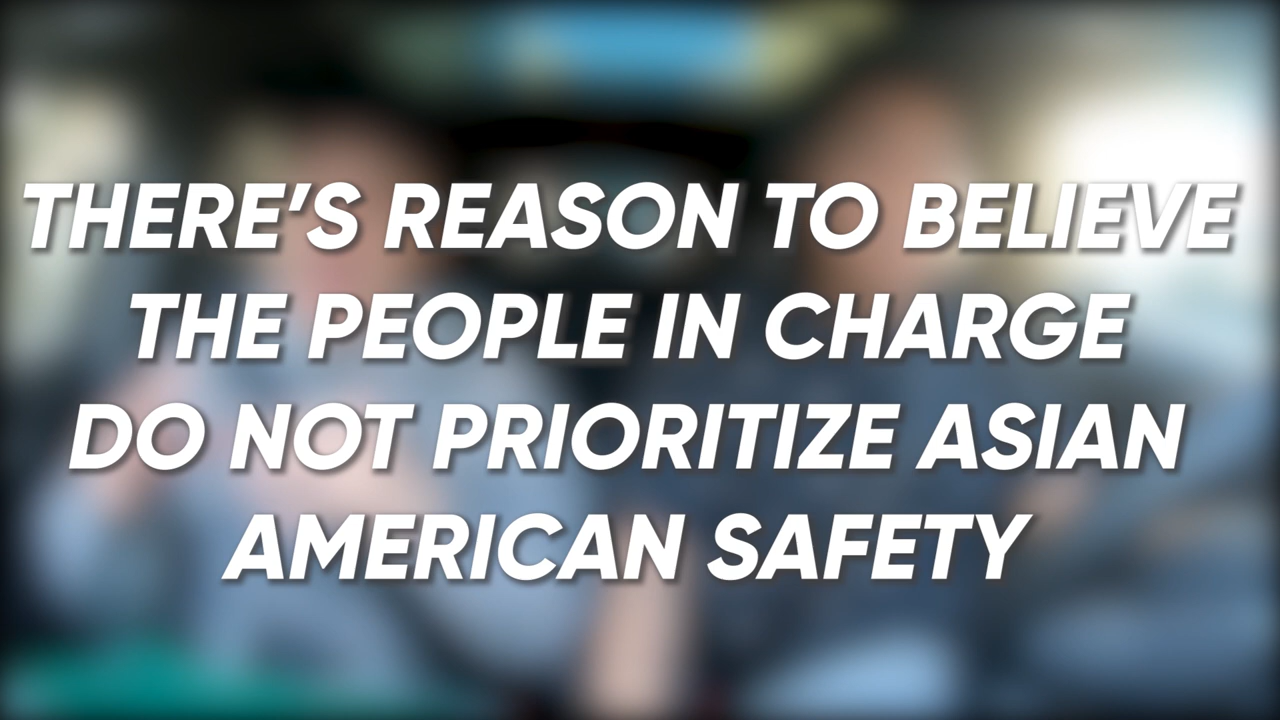 THERE’S REASON TO BELIEVE
THE PEOPLE IN CHARGE
DO NOT PRIORITIZE ASIAN
AMERICAN SAFETY